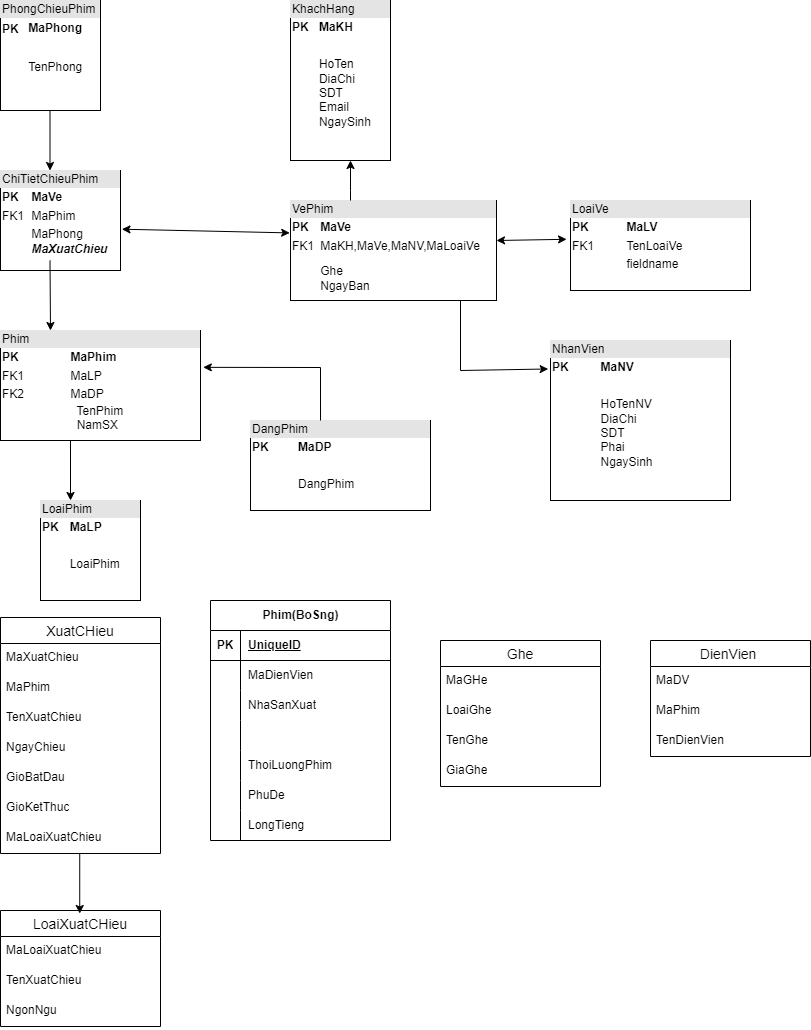 PhongChieuPhim
PK MaPhong
TenPhong
KhachHang
PK MaKH
HoTen
DiaChi
SDT
Email
NgaySinh
ChiTietChieuPhim
PK MaVe
FK1 MaPhim
MaPhong
MaXuatChieu
VePhim
PK MaVe
FK1 MaKH,MaVe,MaNV,MaLoaiVe
Ghe
NgayBan
LoaiVe
PK MaLV
FK1 TenLoaiVe
fieldname
Phim
PK MaPhim
FK1 MaLP
FK2 MaDP
TenPhim
NamSX
DangPhim
PK MaDP
DangPhim
NhanVien
PK MaNV
HoTenNV
DiaChi
SDT
Phai
NgaySinh
LoaiPhim
PK MaLP
LoaiPhim
XuatCHieu
MaXuatChieu
MaPhim
TenXuatChieu
NgayChieu
GioBatDau
GioKetThuc
MaLoaiXuatChieu
Phim(BoSng)
PK UniqueID
MaDienVien
NhaSanXuat
ThoiLuongPhim
PhuDe
LongTieng
Ghe
MaGHe
LoaiGhe
TenGhe
GiaGhe
DienVien
MaDV
MaPhim
TenDienVien
LoaiXuatCHieu
MaLoaiXuatChieu
TenXuatChieu
NgonNgu